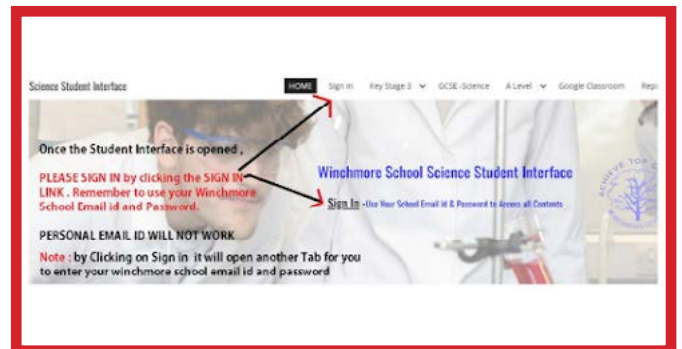 Science Student Interface
HOME Sign in Key Stage 3 GCSE-Science A Level Google Classroom
Once the Student Interface is opened ,
PLEASE SIGN IN by clicking the SIGN IN
LINK . Remember to use your Winchmore
School Email id and Password.
Winchmore School Science Student Interface
Sign In -Use Your School Email id & Password to Access all Contents
PERSONAL EMAIL ID WILL NOT WORK
Note : by Clicking on Sign in it will open another Tab for you
to enter your winchmore school email id and password
ACHIEVE TOP